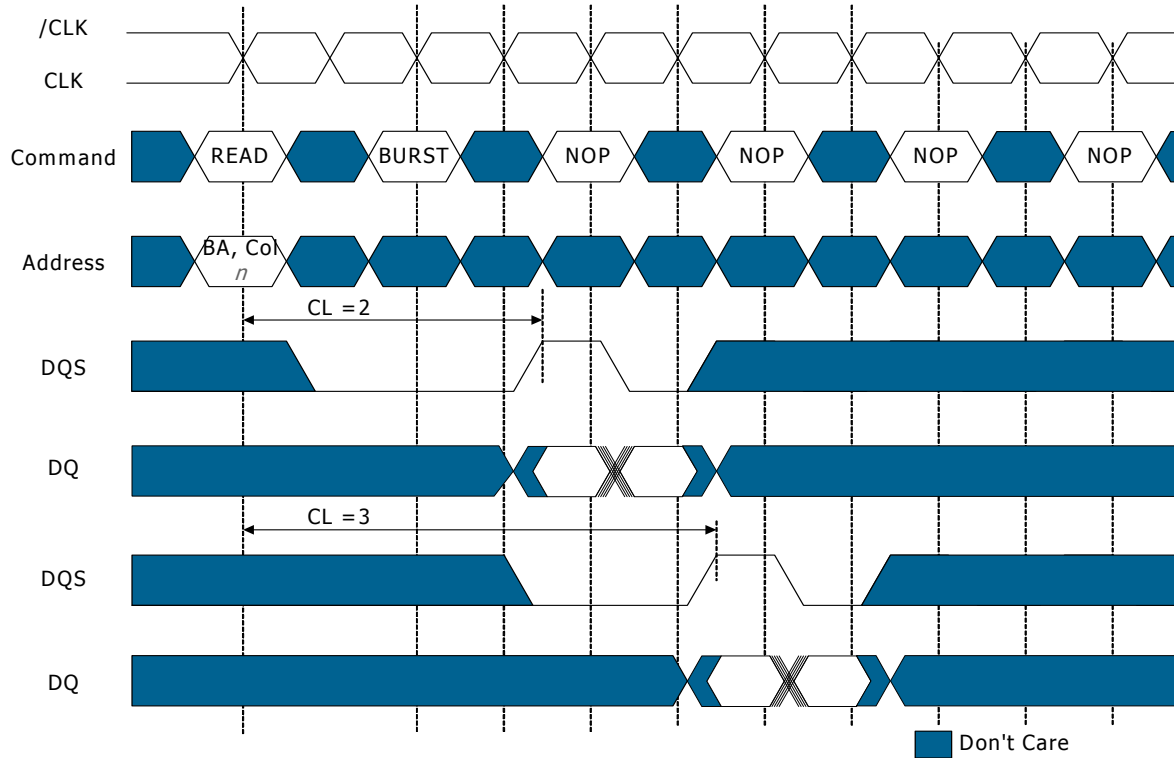 /CLK
CLK
Command
READ
BURST
NOP
NOP
NOP
NOP
Address
BA, Col
n
CL =2
DQS
DQ
CL =3
DQS
DQ
Don't Care